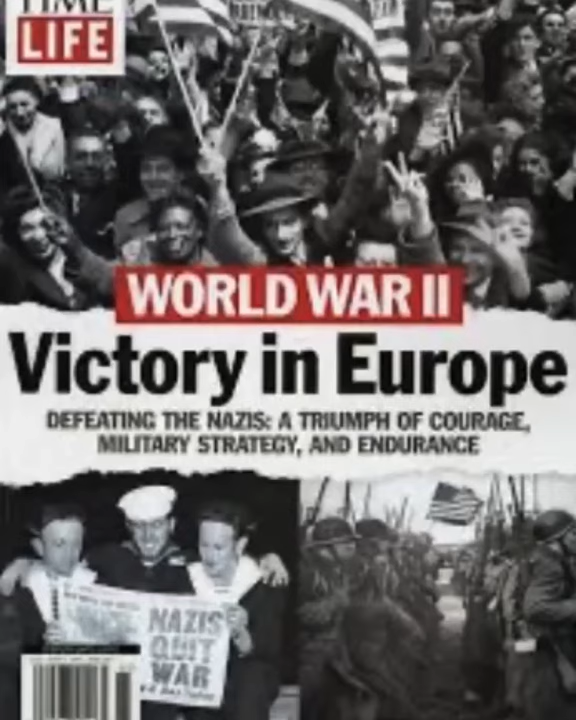 TIME
LIFE
WORLD WAR II
Victory in Europe
DEFEATING THE NAZIS: A TRIUMPH OF COURAGE,
MILITARY STRATEGY, AND ENDURANCE
NAZIS
QUIT
WAR